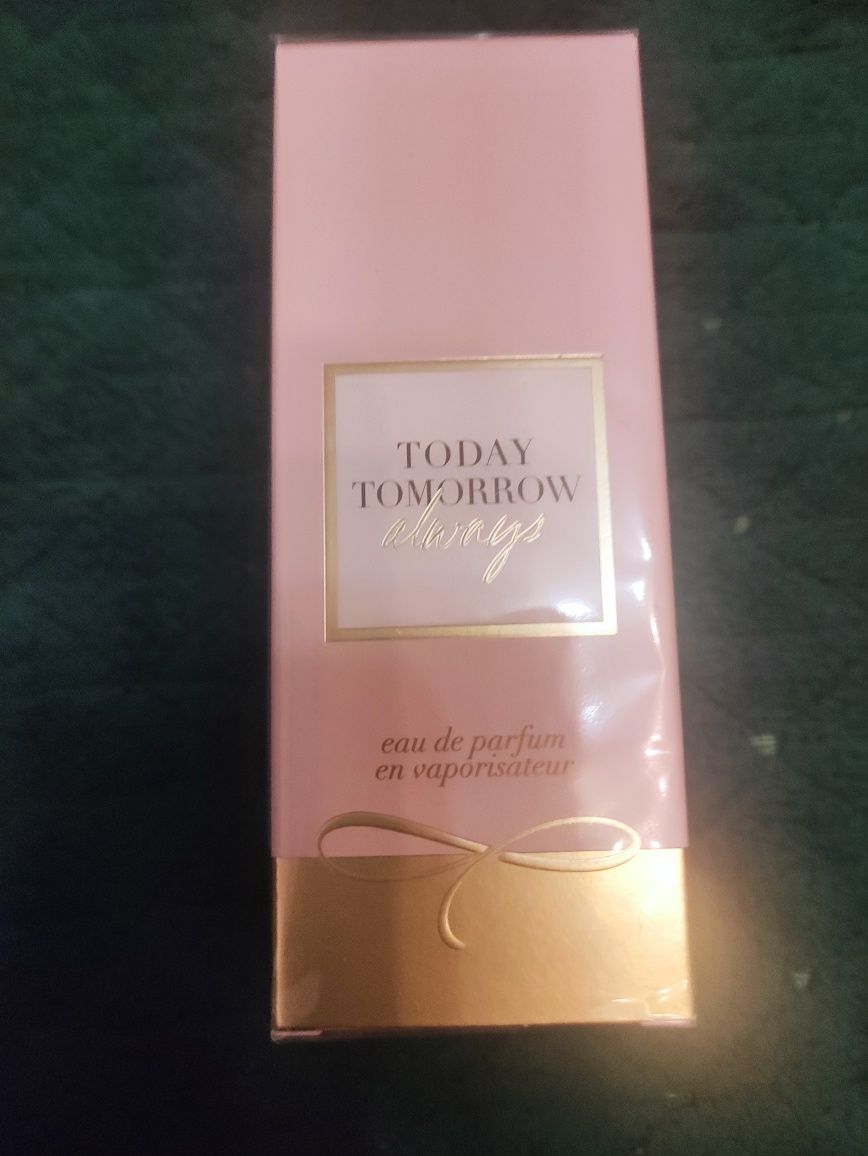 TODAY
TOMORROW
always
eau de parfum
en vaporisateur